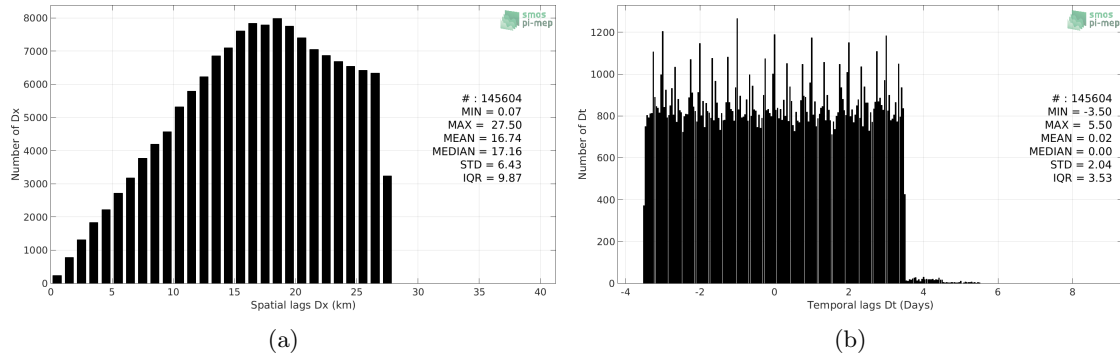 8000
7000
6000
5000
4000
3000
2000
1000
0
Number of Dx
0 5 10 15 20 25 30 35 40
Spatial lags Dx (km)
smos
pi-mep
# : 145604
MIN = 0.07
MAX = 27.50
MEAN = 16.74
MEDIAN = 17.16
STD = 6.43
IQR = 9.87
(a)
1200
1000
800
600
400
200
0
Number of Dt
-4 -2 0 2 4 6 8
Temporal lags Dt (Days)
smos
pi-mep
# : 145604
MIN = -3.50
MAX = 5.50
MEAN = 0.02
MEDIAN = 0.00
STD = 2.04
IQR = 3.53
(b)